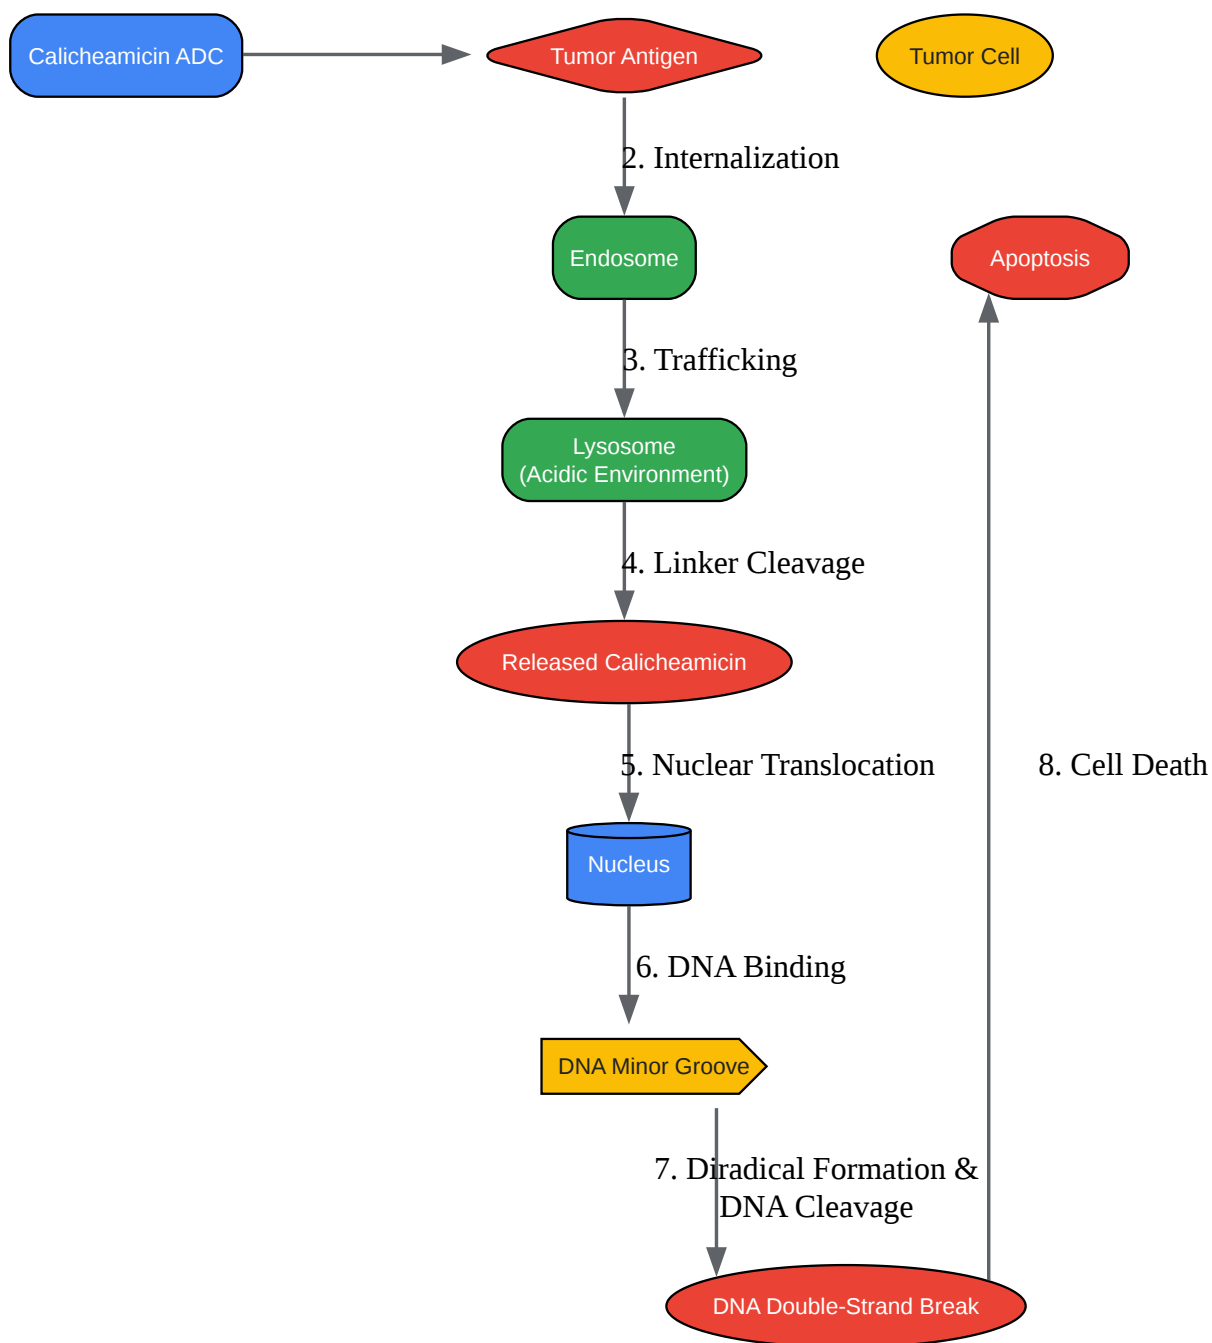 Calicheamicin ADC
Tumor Antigen
Tumor Cell
2. Internalization
Endosome
Apoptosis
3. Trafficking
Lysosome
(Acidic Environment)
4. Linker Cleavage
Released Calicheamicin
5. Nuclear Translocation
8. Cell Death
Nucleus
6. DNA Binding
DNA Minor Groove
7. Diradical Formation &
DNA Cleavage
DNA Double-Strand Break